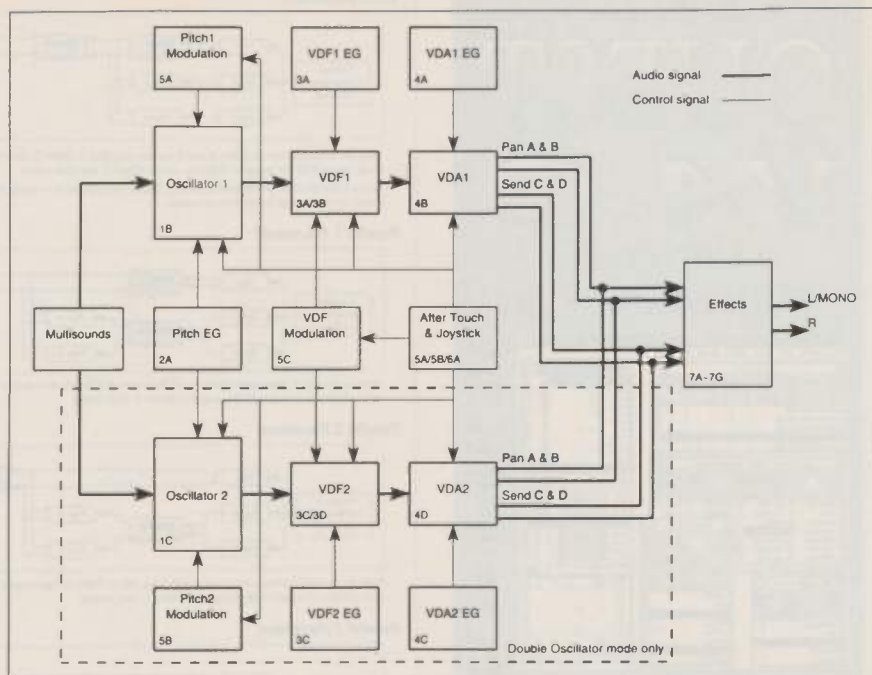 Pitch1
Modulation
5A
VDF1 EG
3A
VDA1 EG
4A
Audio signal
Control signal
Oscillator 1
1B
VDF1
3A/3B
VDA1
4B
Pan A & B
Send C & D
Multisounds
Pitch EG
2A
VDF
Modulation
5C
After Touch
& Joystick
5A/5B/6A
Effects
7A~7G
L/MONO
R
Oscillator 2
1C
VDF2
3C/3D
VDA2
4D
Pan A & B
Send C & D
Pitch2
Modulation
5B
VDF2 EG
3C
VDA2 EG
4C
Double Oscillator mode only